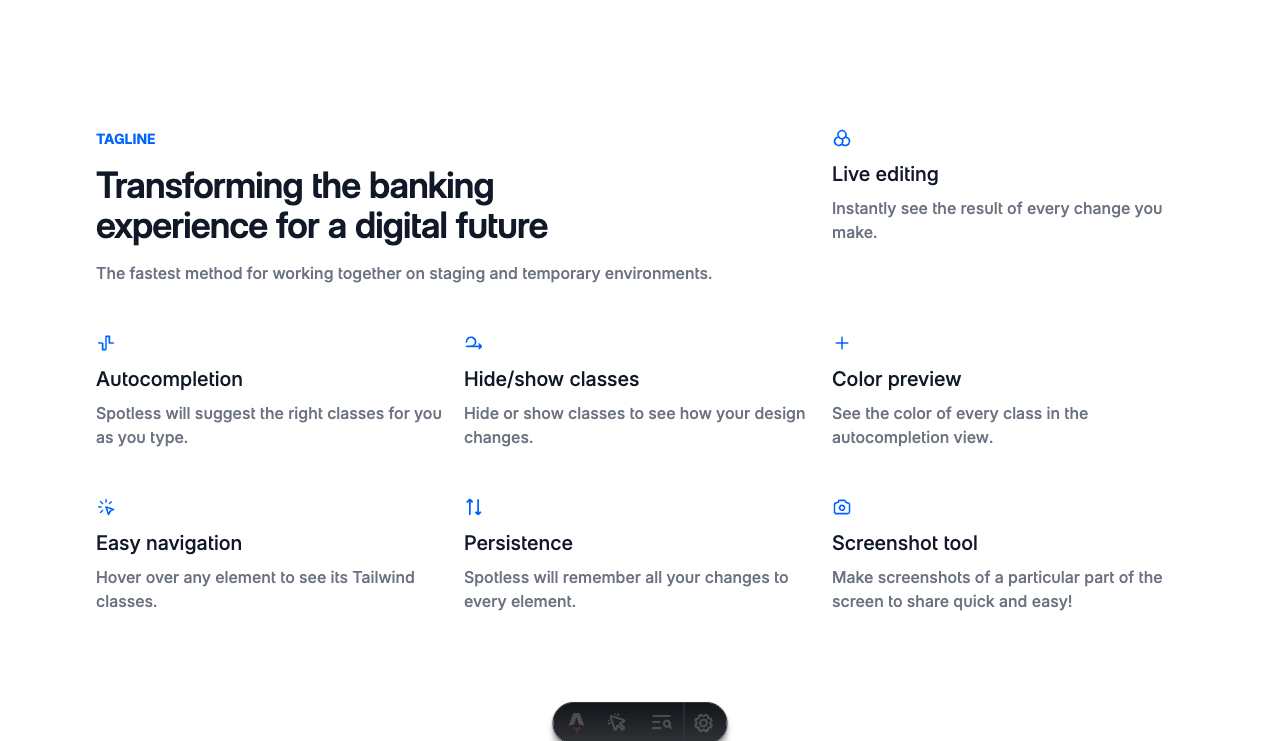 TAGLINE
Transforming the banking
experience for a digital future
The fastest method for working together on staging and temporary environments.
Live editing
Instantly see the result of every change you
make.
Autocompletion
Spotless will suggest the right classes for you
as you type.
Hide/show classes
Hide or show classes to see how your design
changes.
Color preview
See the color of every class in the
autocompletion view.
Easy navigation
Hover over any element to see its Tailwind
classes.
Persistence
Spotless will remember all your changes to
every element.
Screenshot tool
Make screenshots of a particular part of the
screen to share quick and easy!